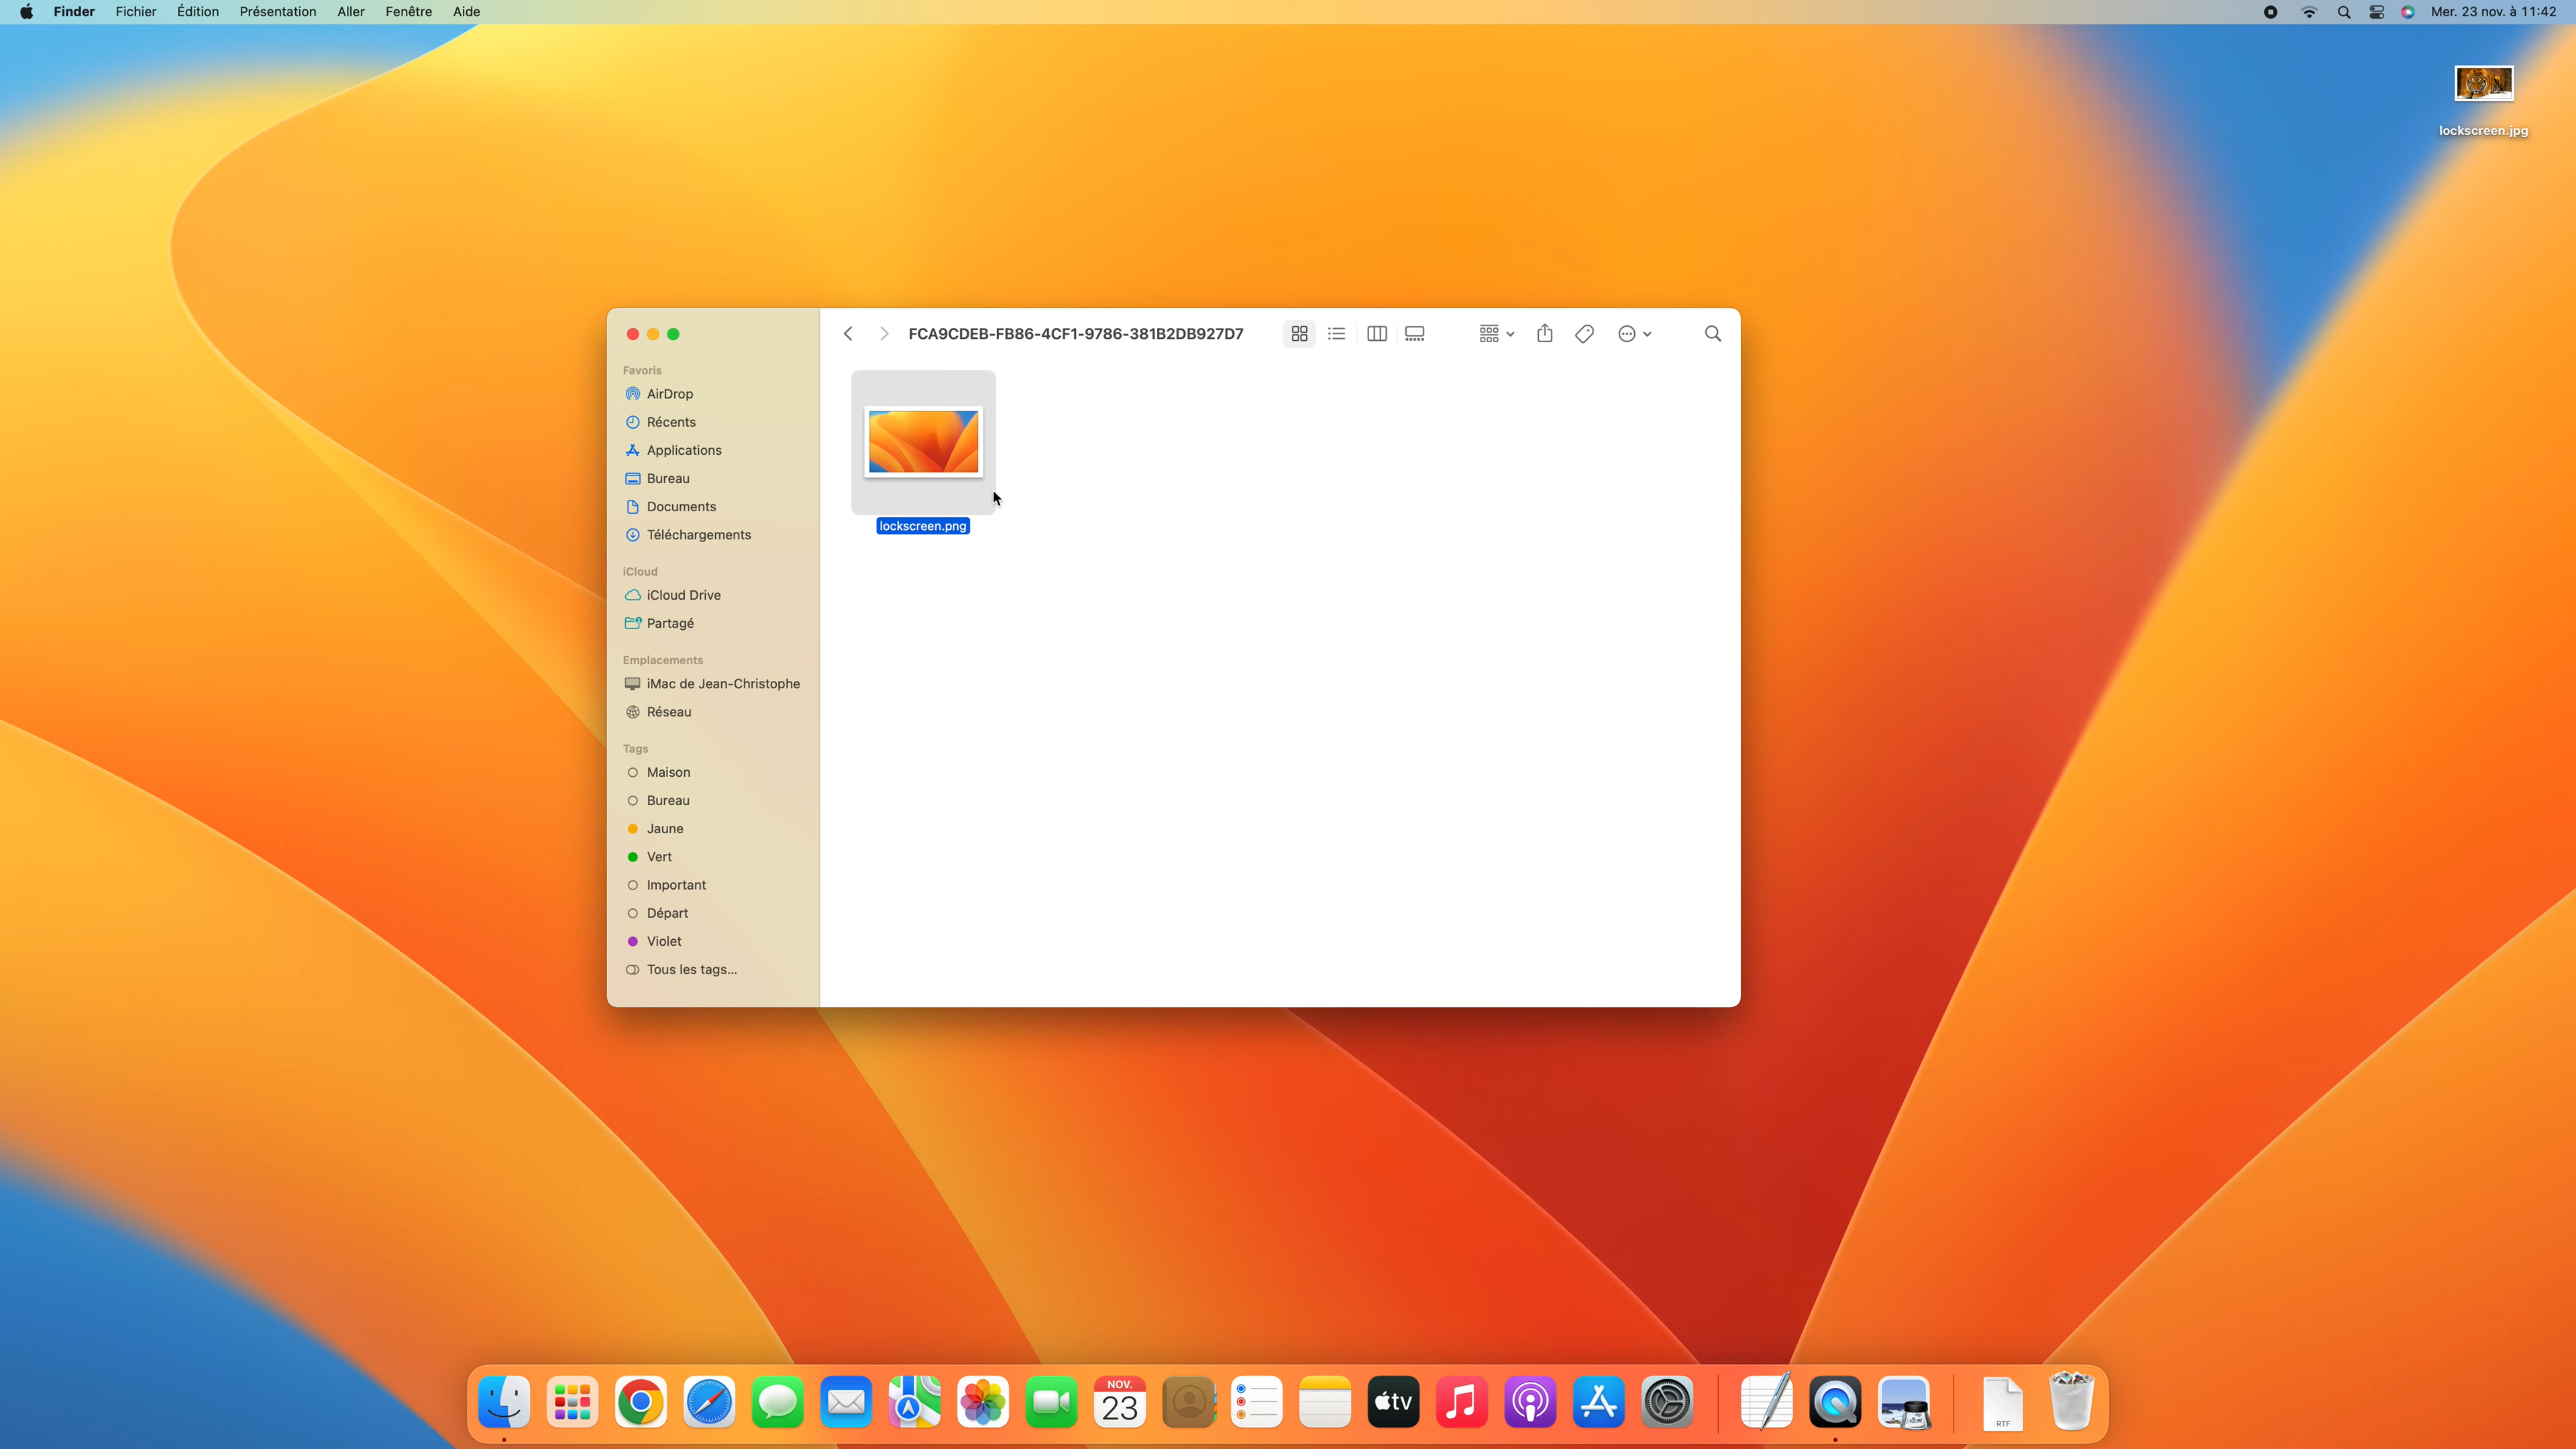 Finder Fichier Édition Présentation Aller Fenêtre Aide Mer. 23 nov. à 11:42
lockscreen.jpg
FCA9CDEB-FB86-4CF1-9786-381B2DB927D7
Favoris
AirDrop
Récents
Applications
Bureau
Documents
Téléchargements
iCloud
iCloud Drive
Partagé
Emplacements
iMac de Jean-Christophe
Réseau
Tags
Maison
Bureau
Jaune
Vert
Important
Départ
Violet
Tous les tags...
lockscreen.png
NOV.
23
tv
RTF